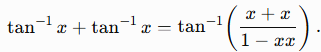 tan⁻¹ x + tan⁻¹ x = tan⁻¹( (x + x) / (1 − xx) ) .